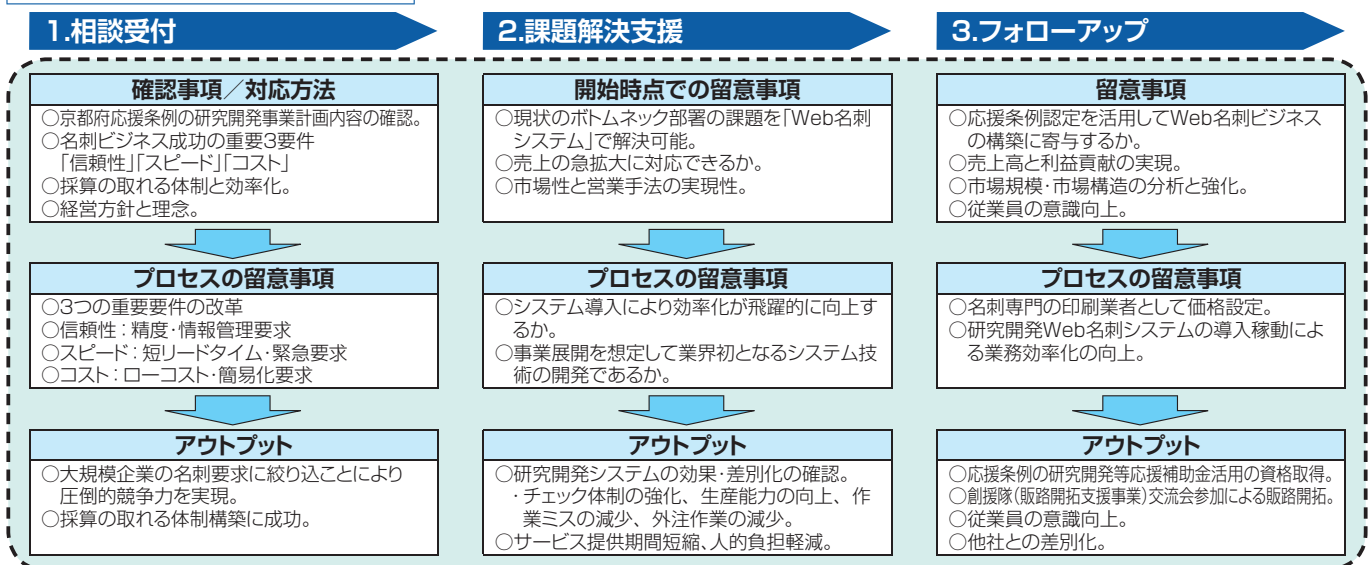 1.相談受付
確認事項／対応方法
○京都府応援条例の研究開発事業計画内容の確認。
○名刺ビジネス成功の重要3要件
「信頼性」「スピード」「コスト」
○採算の取れる体制と効率化。
○経営方針と理念。
プロセスの留意事項
○3つの重要要件の改革
○信頼性：精度・情報管理要求
○スピード：短リードタイム・緊急要求
○コスト：ローコスト・簡易化要求
アウトプット
○大規模企業の名刺要求に絞り込ことにより
圧倒的競争力を実現。
○採算の取れる体制構築に成功。
2.課題解決支援
開始時点での留意事項
○現状のボトムネック部署の課題を「Web名刺
システム」で解決可能。
○売上の急拡大に対応できるか。
○市場性と営業手法の実現性。
プロセスの留意事項
○システム導入により効率化が飛躍的に向上す
るか。
○事業展開を想定して業界初となるシステム技
術の開発であるか。
アウトプット
○研究開発システムの効果・差別化の確認。
・チェック体制の強化、生産能力の向上、作
業ミスの減少、外注作業の減少。
○サービス提供期間短縮、人的負担軽減。
3.フォローアップ
留意事項
○応援条例認定を活用してWeb名刺ビジネス
の構築に寄与するか。
○売上高と利益貢献の実現。
○市場規模・市場構造の分析と強化。
○従業員の意識向上。
プロセスの留意事項
○名刺専門の印刷業者として価格設定。
○研究開発Web名刺システムの導入稼動によ
る業務効率化の向上。
アウトプット
○応援条例の研究開発等応援補助金活用の資格取得。
○創援隊（販路開拓支援事業）交流会参加による販路開拓。
○従業員の意識向上。
○他社との差別化。